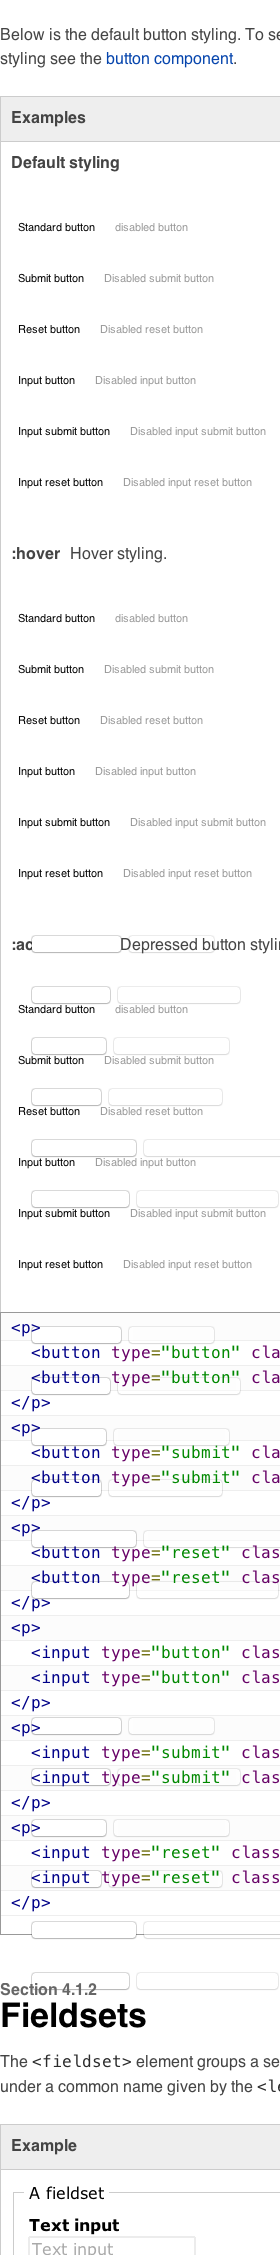 Below is the default button styling. To
styling see the button component.
Examples
Default styling
Standard button disabled button
Submit button Disabled submit button
Reset button Disabled reset button
Input button Disabled input button
Input submit button Disabled input submit button
Input reset button Disabled input reset button
:hover Hover styling.
Standard button disabled button
Submit button Disabled submit button
Reset button Disabled reset button
Input button Disabled input button
Input submit button Disabled input submit button
Input reset button Disabled input reset button
Depressed button
Standard button disabled button
Submit button Disabled submit button
Reset button Disabled reset button
Input button Disabled input button
Input submit button Disabled input submit button
Input reset button Disabled input reset button
<p>
<button type="button" cla
<button type="button" cla
</p>
<p>
<button type="submit" cla
<button type="submit" cla
</p>
<p>
<button type="reset" clas
<button type="reset" clas
</p>
<p>
<input type="button" clas
<input type="button" clas
</p>
<p>
<input type="submit" clas
<input type="submit" clas
</p>
<p>
<input type="reset" class
<input type="reset" class
</p>
Section 4.1.2
Fieldsets
The <fieldset> element groups a
under a common name given by the
Example
A fieldset
Text input
Text input